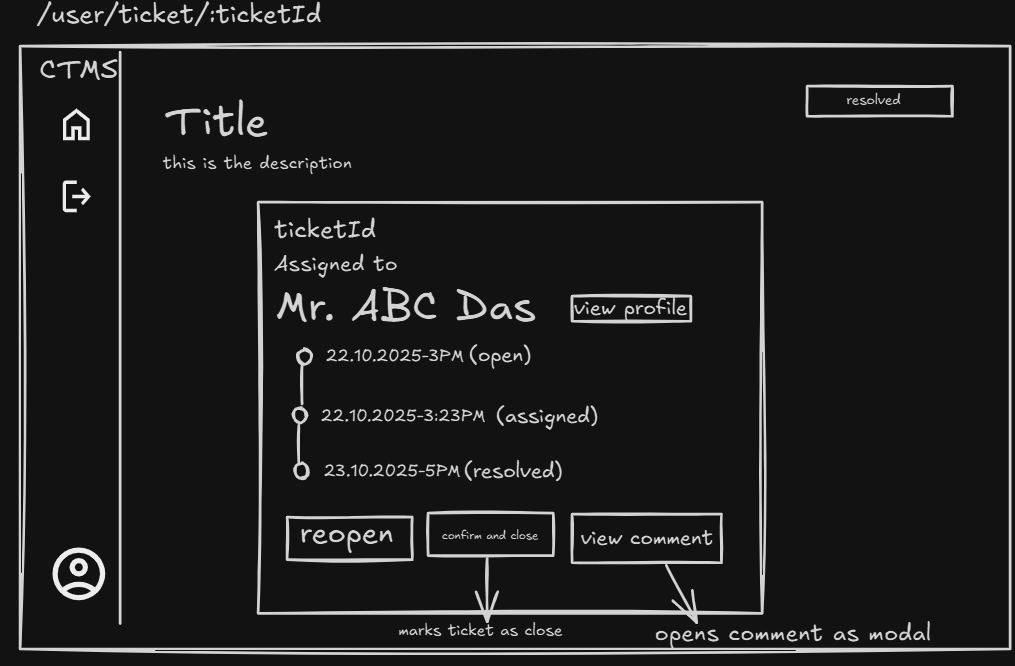 /user/ticket/:ticketId
CTMS
resolved
Title
this is the description
ticketId
Assigned to
Mr. ABC Das
view profile
22.10.2025-3PM (open)
22.10.2025-3:23PM (assigned)
23.10.2025-5PM (resolved)
reopen
confirm and close
view comment
marks ticket as close
opens comment as modal